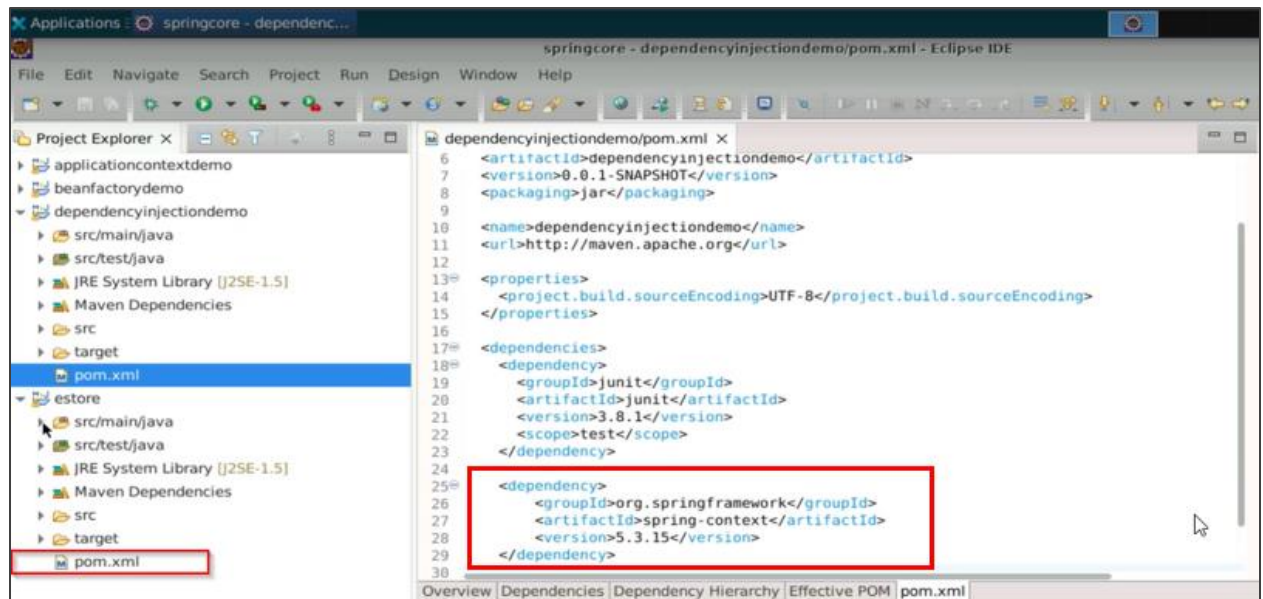 Applications springcore - dependenc...
springcore - dependencyinjectiondemo/pom.xml - Eclipse IDE
File Edit Navigate Search Project Run Design Window Help
Project Explorer
applicationcontextdemo
beanfactorydemo
dependencyinjectiondemo
src/main/java
src/test/java
JRE System Library [J2SE-1.5]
Maven Dependencies
src
target
pom.xml
estore
src/main/java
src/test/java
JRE System Library [J2SE-1.5]
Maven Dependencies
src
target
pom.xml
dependencyinjectiondemo/pom.xml
6 <artifactId>dependencyinjectiondemo</artifactId>
7 <version>0.0.1-SNAPSHOT</version>
8 <packaging>jar</packaging>
9
10 <name>dependencyinjectiondemo</name>
11 <url>http://maven.apache.org</url>
12
13 <properties>
14 <project.build.sourceEncoding>UTF-8</project.build.sourceEncoding>
15 </properties>
16
17 <dependencies>
18 <dependency>
19 <groupId>junit</groupId>
20 <artifactId>junit</artifactId>
21 <version>3.8.1</version>
22 <scope>test</scope>
23 </dependency>
24
25 <dependency>
26 <groupId>org.springframework</groupId>
27 <artifactId>spring-context</artifactId>
28 <version>5.3.15</version>
29 </dependency>
30
Overview Dependencies Dependency Hierarchy Effective POM pom.xml